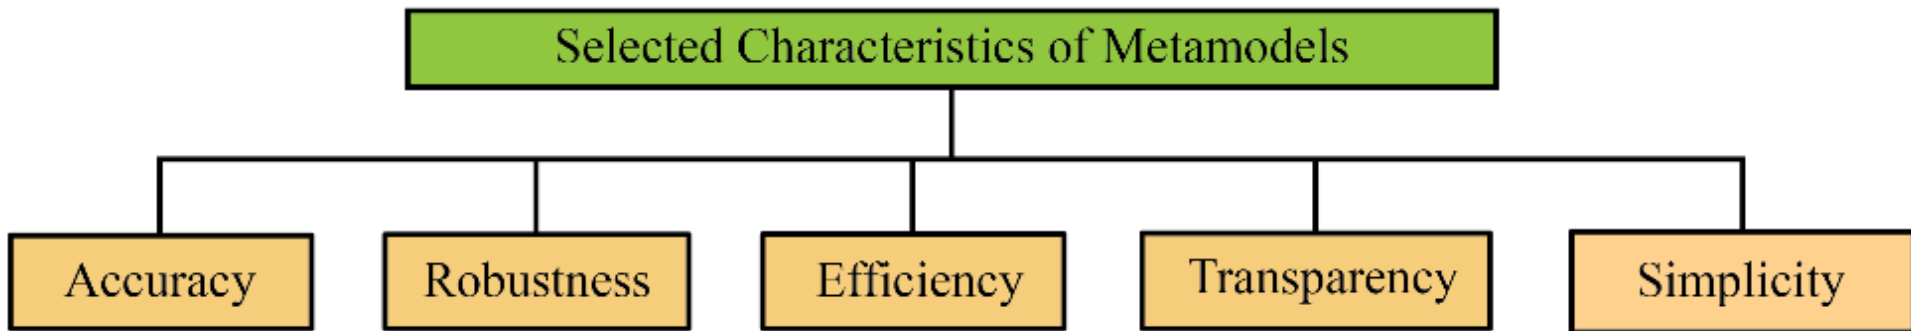 Selected Characteristics of Metamodels
Accuracy
Robustness
Efficiency
Transparency
Simplicity